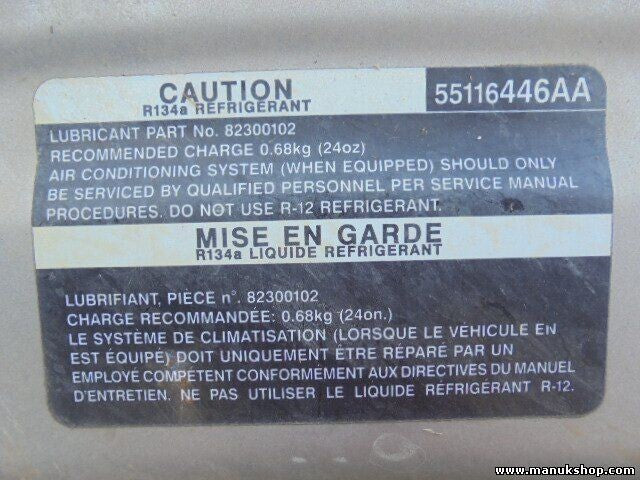 CAUTION
R134a REFRIGERANT
55116446AA
LUBRICANT PART No. 82300102
RECOMMENDED CHARGE 0.68kg (24oz)
AIR CONDITIONING SYSTEM (WHEN EQUIPPED) SHOULD ONLY
BE SERVICED BY QUALIFIED PERSONNEL PER SERVICE MANUAL
PROCEDURES. DO NOT USE R-12 REFRIGERANT.
MISE EN GARDE
R134a LIQUIDE REFRIGERANT
LUBRIFIANT, PIÈCE n°. 82300102
CHARGE RECOMMANDÉE: 0.68kg (24on.)
LE SYSTÈME DE CLIMATISATION (LORSQUE LE VÉHICULE EN
EST ÉQUIPÉ) DOIT UNIQUEMENT ÊTRE RÉPARÉ PAR UN
EMPLOYÉ COMPÉTENT CONFORMÉMENT AUX DIRECTIVES DU MANUEL
D'ENTRETIEN. NE PAS UTILISER LE LIQUIDE RÉFRIGÉRANT R-12.
www.manukshop.com